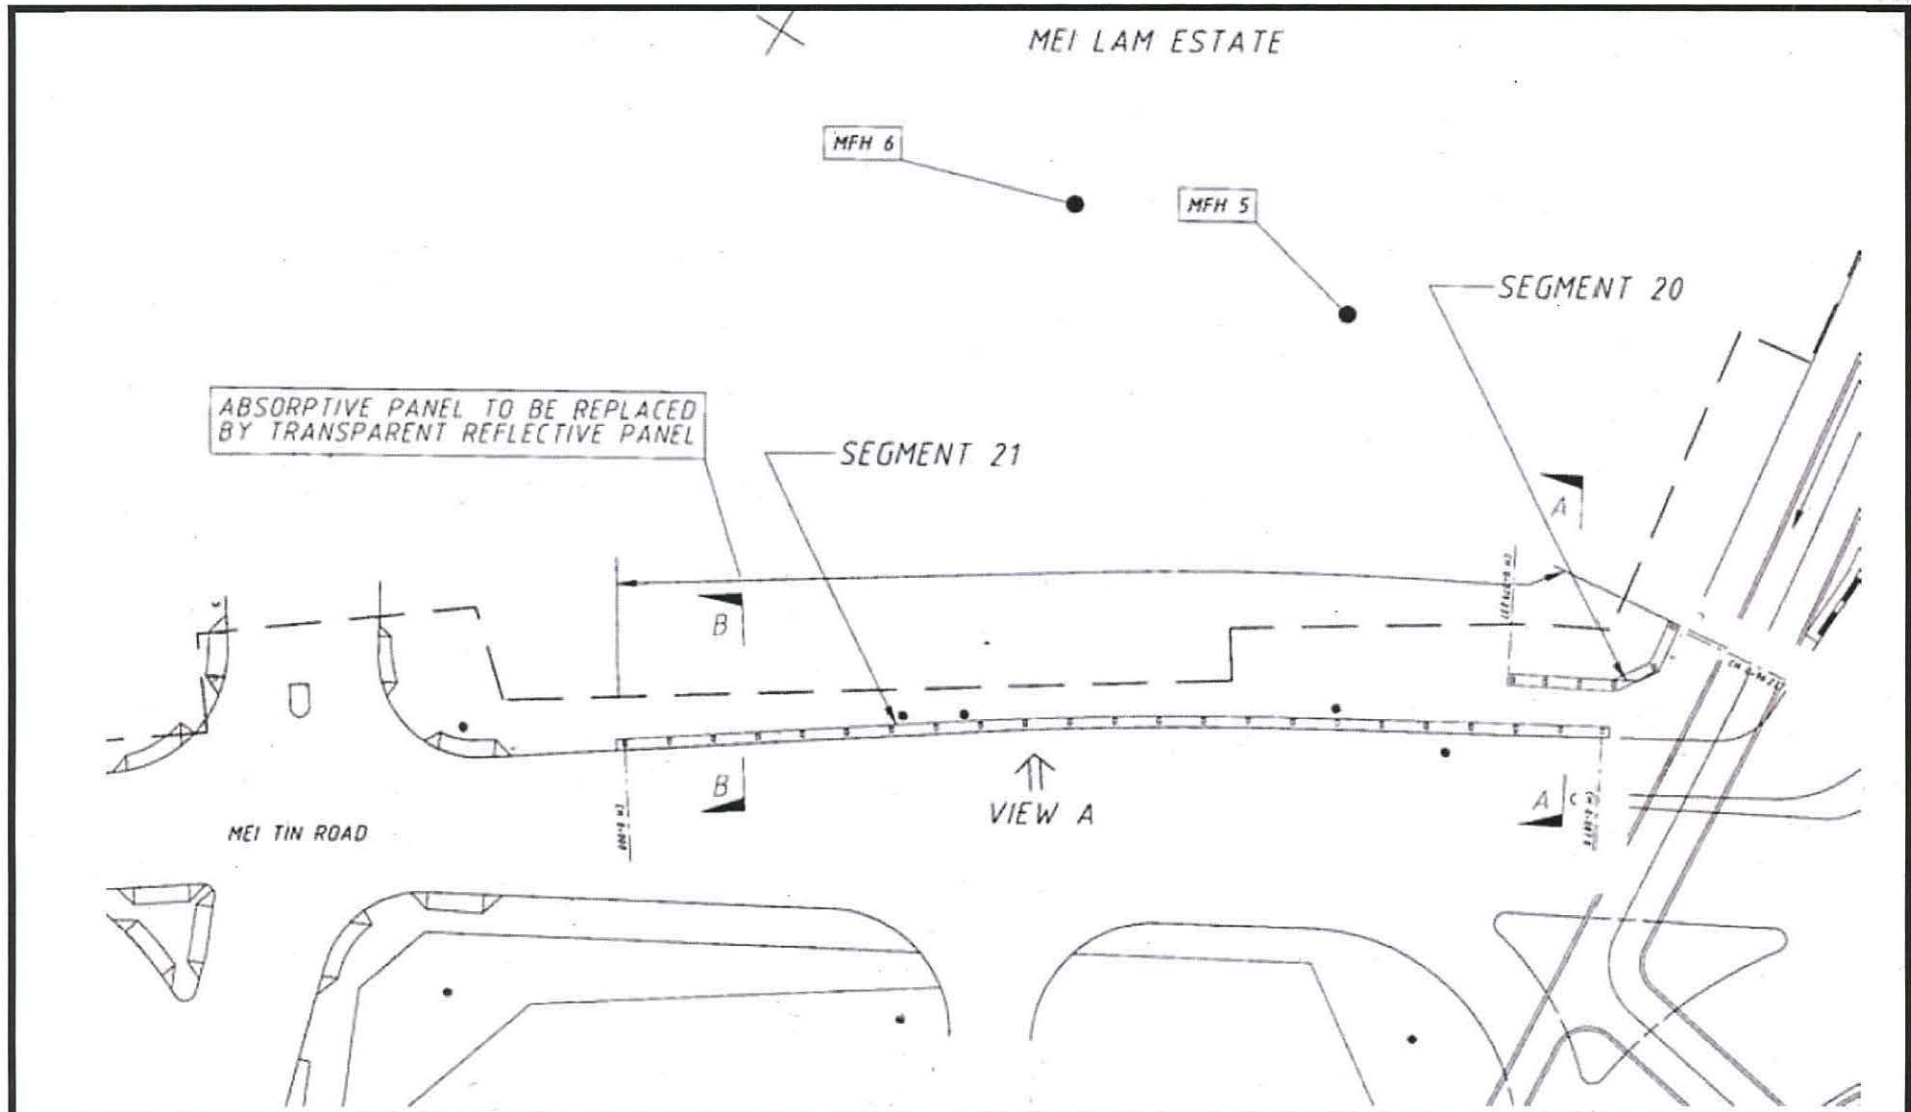 MEI LAM ESTATE
MFH 6
MFH 5
SEGMENT 20
ABSORPTIVE PANEL TO BE REPLACED
BY TRANSPARENT REFLECTIVE PANEL
SEGMENT 21
A
B
B
VIEW A
A
C
MEI TIN ROAD